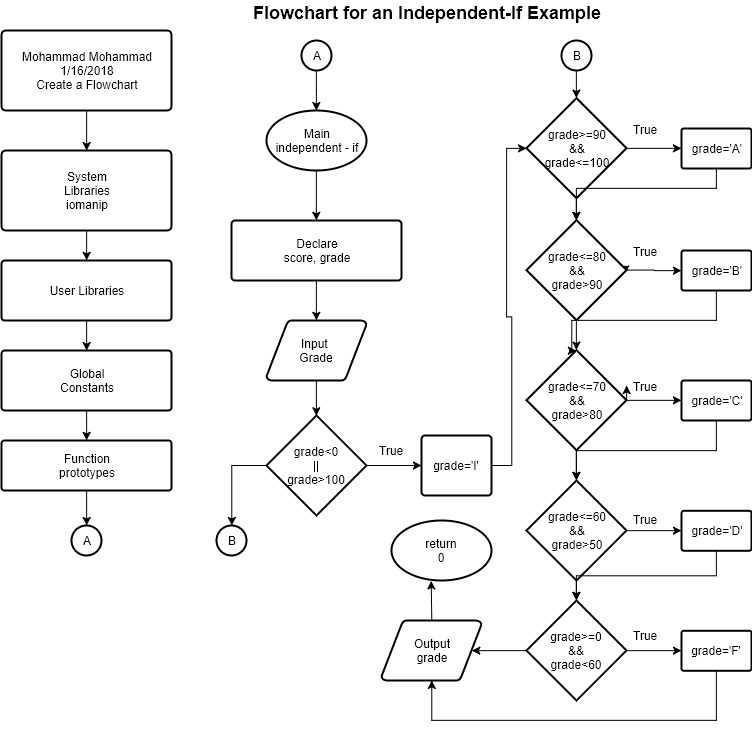 Flowchart for an Independent-If Example
Mohammad Mohammad
1/16/2018
Create a Flowchart
System
Libraries
iomanip
User Libraries
Global
Constants
Function
prototypes
A
A
Main
independent - if
Declare
score, grade
Input
Grade
grade<0
||
grade>100
True
grade='I'
B
B
grade>=90
&&
grade<=100
True
grade='A'
grade<=80
&&
grade>90
True
grade='B'
grade<=70
&&
grade>80
True
grade='C'
grade<=60
&&
grade>50
True
grade='D'
grade>=0
&&
grade<60
True
grade='F'
Output
grade
return
0